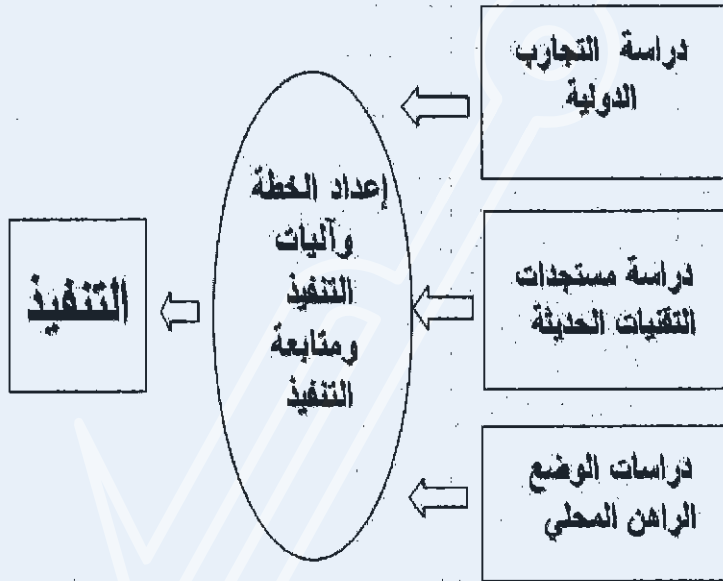 دراسة التجارب
الدولية
دراسة مستجدات
التقنيات الحديثة
دراسات الوضع
الراهن المحلي
إعداد الخطة
وآليات
التنفيذ
ومتابعة
التنفيذ
التنفيذ